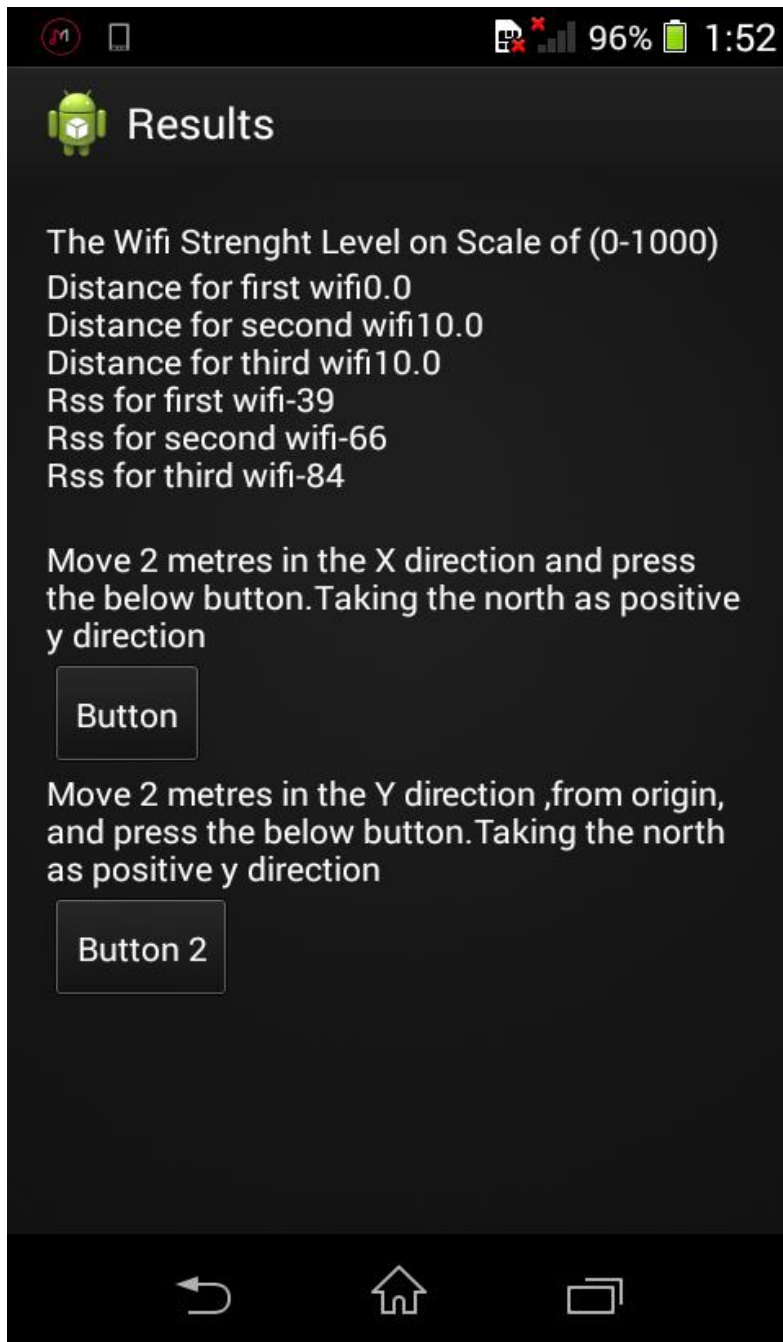 96% 1:52
Results
The Wifi Strenght Level on Scale of (0-1000)
Distance for first wifi0.0
Distance for second wifi10.0
Distance for third wifi10.0
Rss for first wifi-39
Rss for second wifi-66
Rss for third wifi-84
Move 2 metres in the X direction and press
the below button.Taking the north as positive
y direction
Button
Move 2 metres in the Y direction ,from origin,
and press the below button.Taking the north
as positive y direction
Button 2